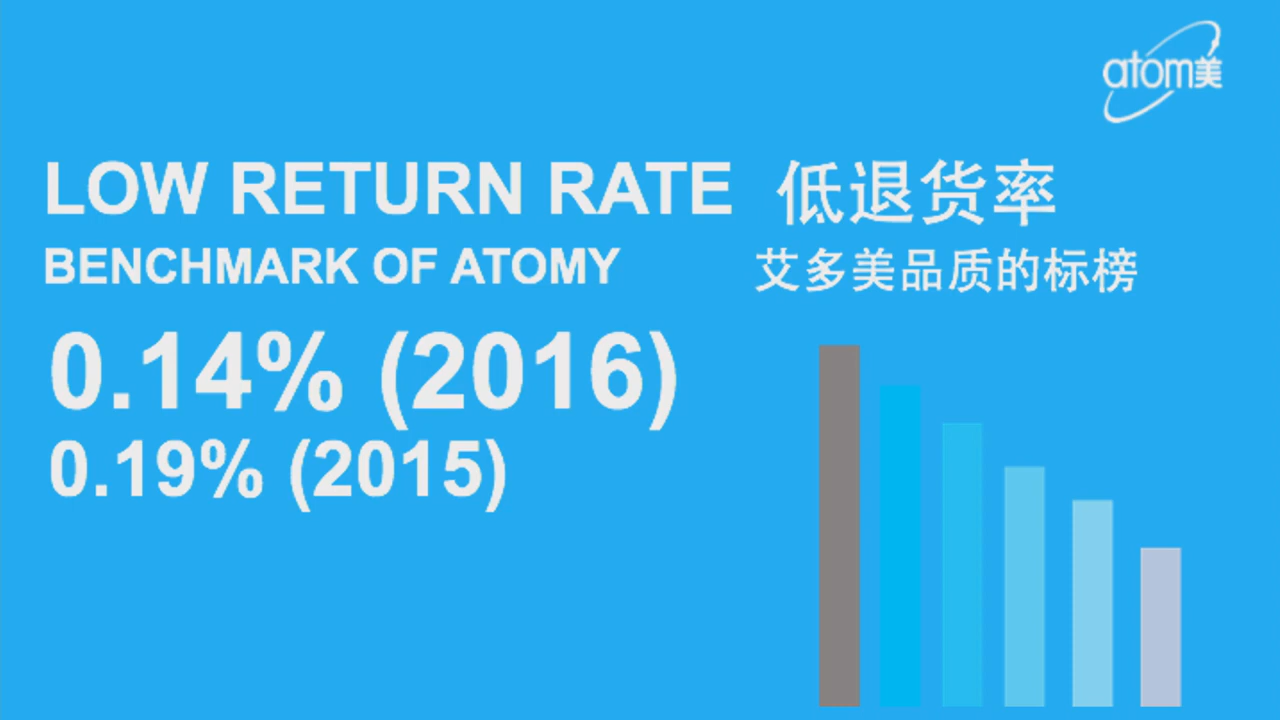 atom美
LOW RETURN RATE 低退货率
BENCHMARK OF ATOMY 艾多美品质的标榜
0.14% (2016)
0.19% (2015)